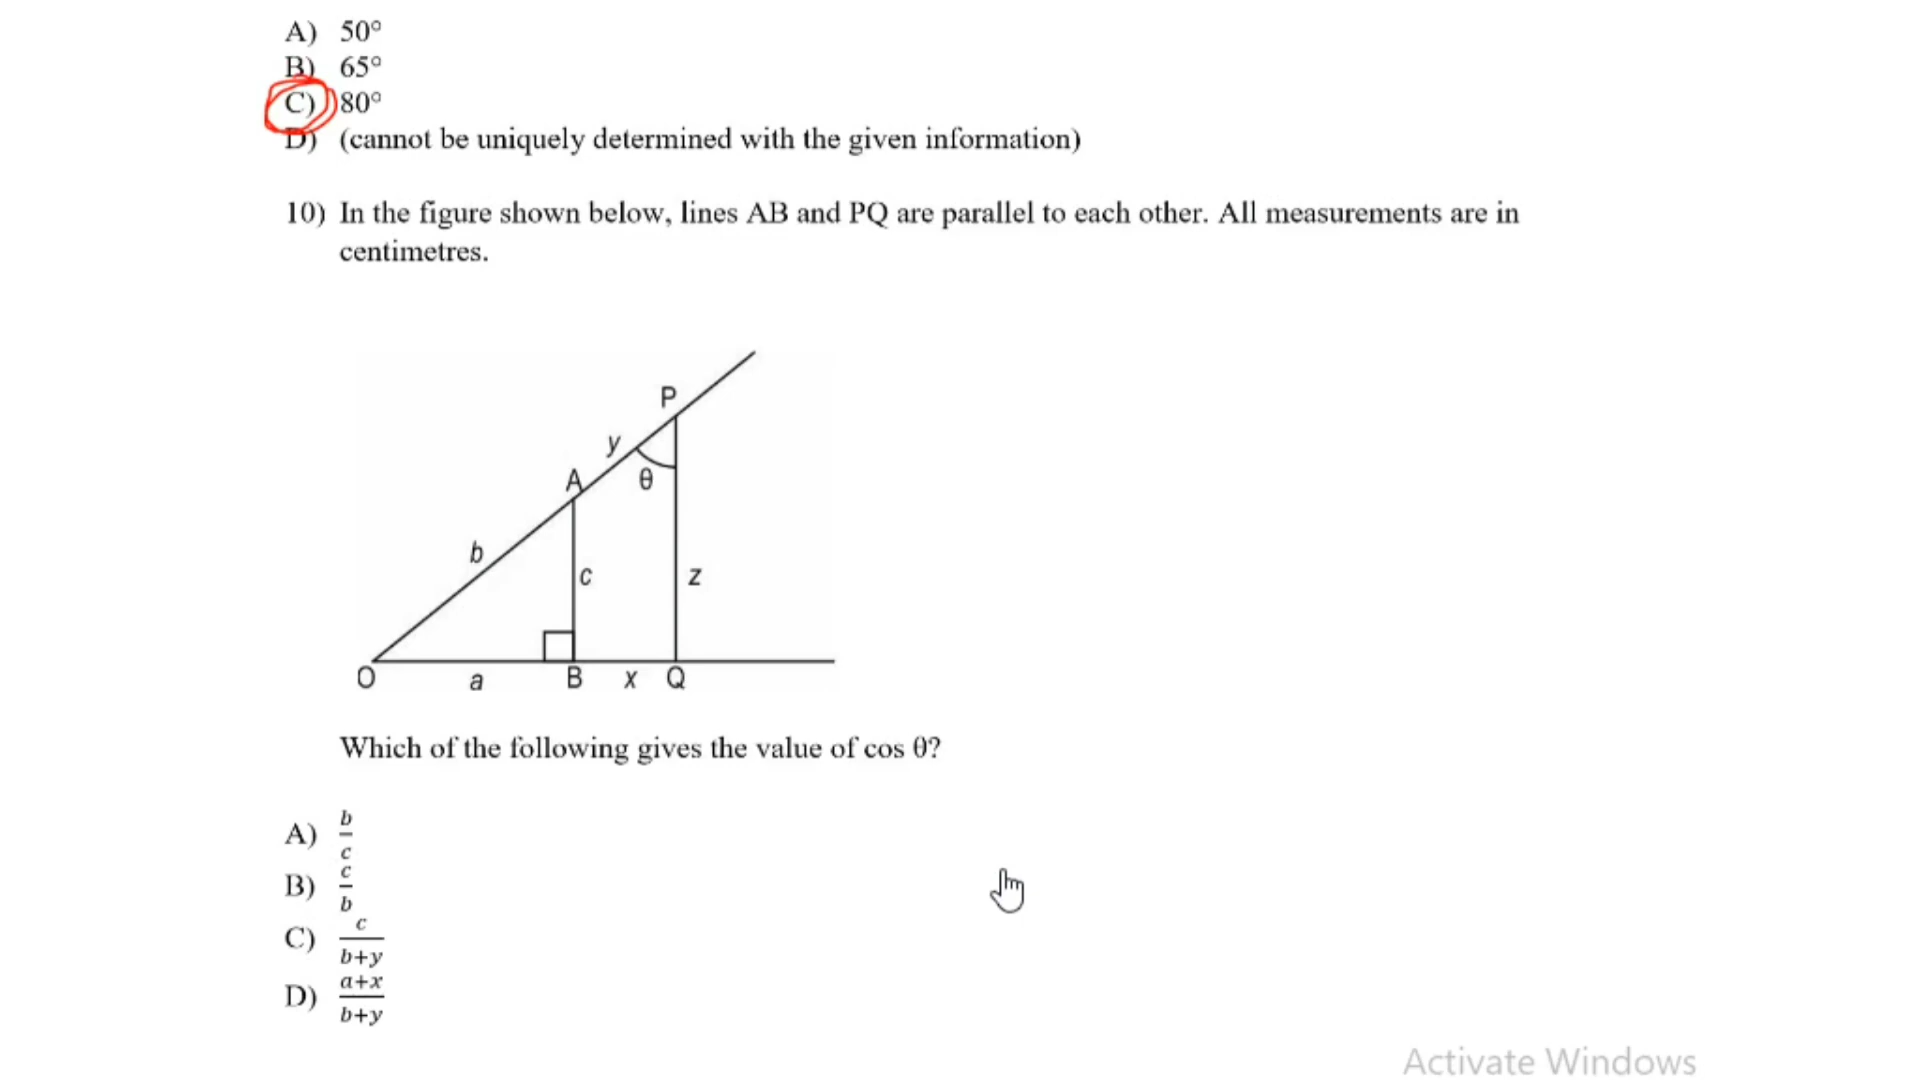 A) 50°
B) 65°
C) 80°
D) (cannot be uniquely determined with the given information)
10) In the figure shown below, lines AB and PQ are parallel to each other. All measurements are in
centimetres.
P
y
A θ
b
c z
O a B x Q
Which of the following gives the value of cos θ?
A) b/c
B) c/b
C) c/b+y
D) a+x/b+y
Activate Windows